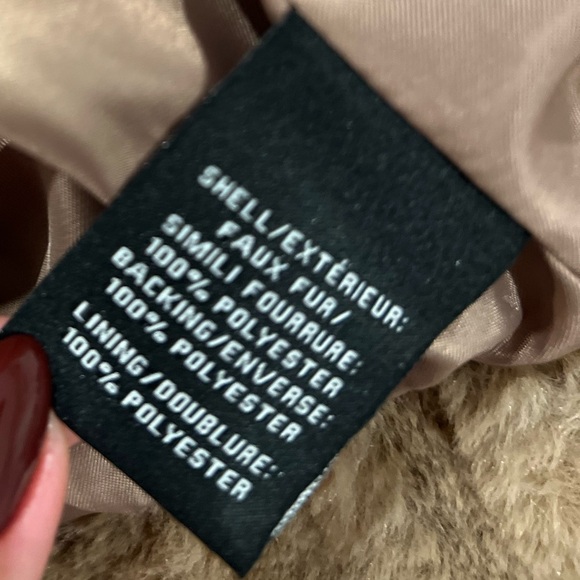 SHELL/EXTÉRIEUR:
FAUX FUR/
SIMILI FOURRURE:
100% POLYESTER
BACKING/ENVERSE:
100% POLYESTER
LINING/DOUBLURE:
100% POLYESTER